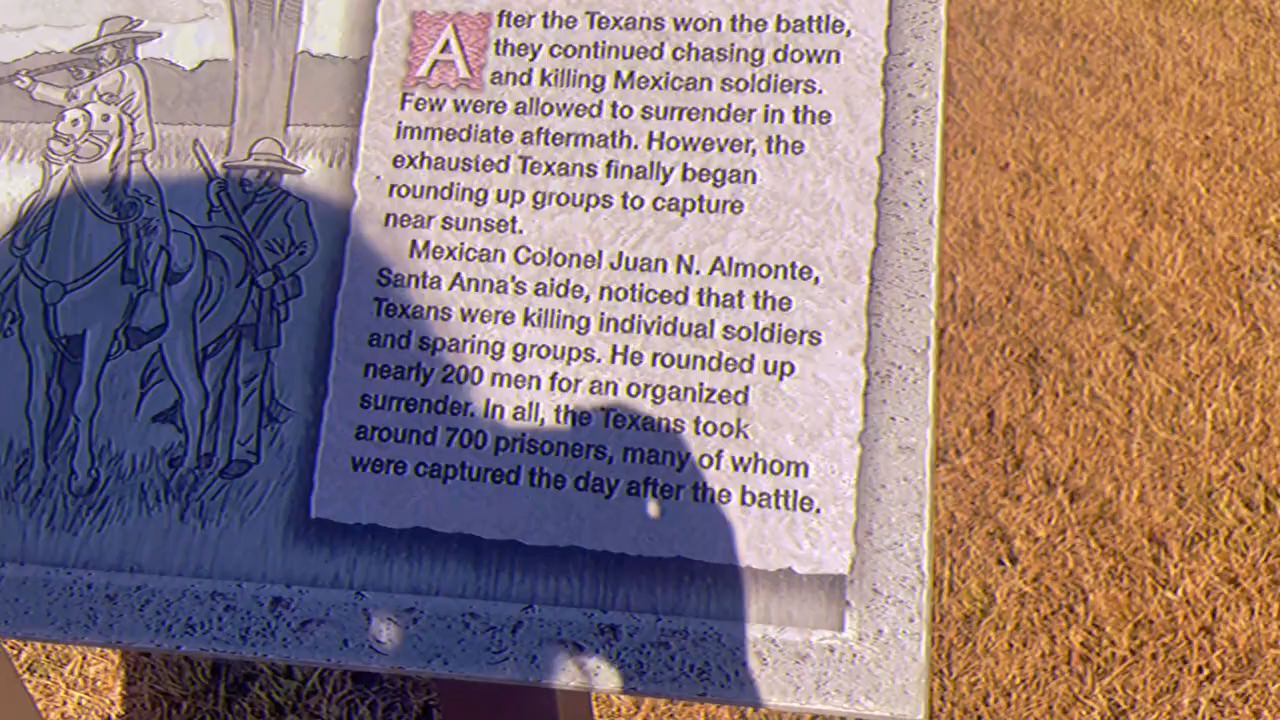 After the Texans won the battle,
they continued chasing down
and killing Mexican soldiers.
Few were allowed to surrender in the
immediate aftermath. However, the
exhausted Texans finally began
rounding up groups to capture
near sunset.
Mexican Colonel Juan N. Almonte,
Santa Anna's aide, noticed that the
Texans were killing individual soldiers
and sparing groups. He rounded up
nearly 200 men for an organized
surrender. In all, the Texans took
around 700 prisoners, many of whom
were captured the day after the battle.